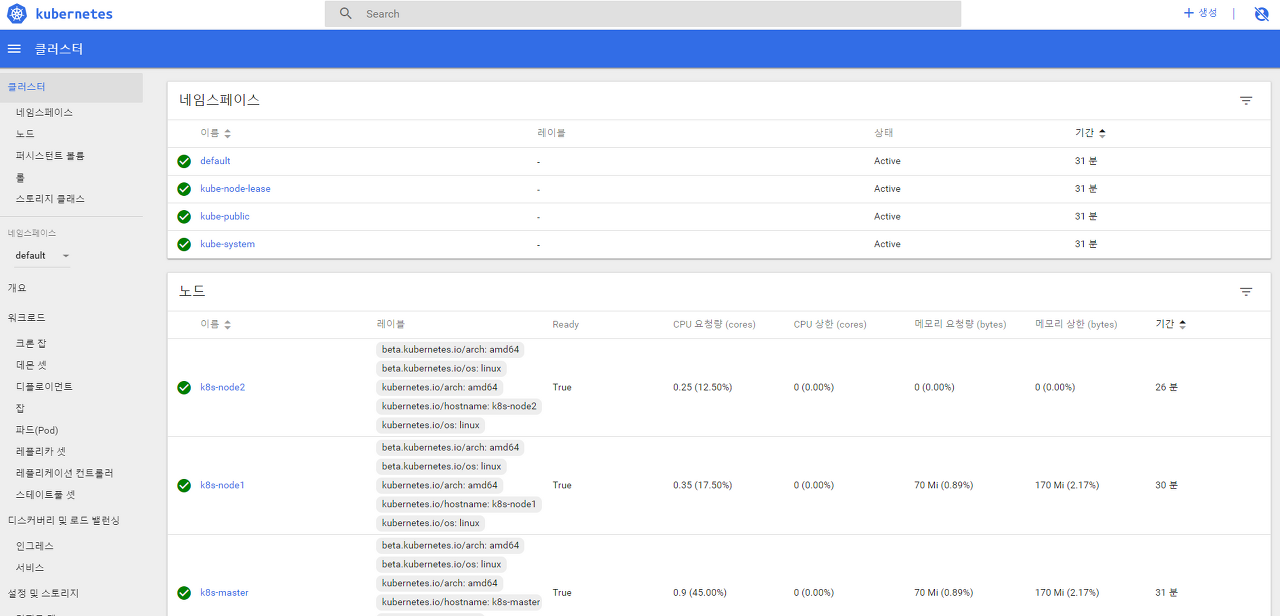 kubernetes
Search
+ 생성 |
클러스터
클러스터
네임스페이스
노드
퍼시스턴트 볼륨
롤
스토리지 클래스
네임스페이스
default
개요
워크로드
크론 잡
데몬 셋
디플로이먼트
잡
파드(Pod)
레플리카 셋
레플리케이션 컨트롤러
스테이트풀 셋
디스커버리 및 로드 밸런싱
인그레스
서비스
설정 및 스토리지
네임스페이스
이름 레이블 상태 기간
default - Active 31 분
kube-node-lease - Active 31 분
kube-public - Active 31 분
kube-system - Active 31 분
노드
이름 레이블 Ready CPU 요청량 (cores) CPU 상한 (cores) 메모리 요청량 (bytes) 메모리 상한 (bytes) 기간
beta.kubernetes.io/arch: amd64
beta.kubernetes.io/os: linux
k8s-node2 kubernetes.io/arch: amd64 True 0.25 (12.50%) 0 (0.00%) 0 (0.00%) 0 (0.00%) 26 분
kubernetes.io/hostname: k8s-node2
kubernetes.io/os: linux
beta.kubernetes.io/arch: amd64
beta.kubernetes.io/os: linux
k8s-node1 kubernetes.io/arch: amd64 True 0.35 (17.50%) 0 (0.00%) 70 Mi (0.89%) 170 Mi (2.17%) 30 분
kubernetes.io/hostname: k8s-node1
kubernetes.io/os: linux
beta.kubernetes.io/arch: amd64
beta.kubernetes.io/os: linux
kubernetes.io/arch: amd64
k8s-master True 0.9 (45.00%) 0 (0.00%) 70 Mi (0.89%) 170 Mi (2.17%) 31 분
kubernetes.io/hostname: k8s-master